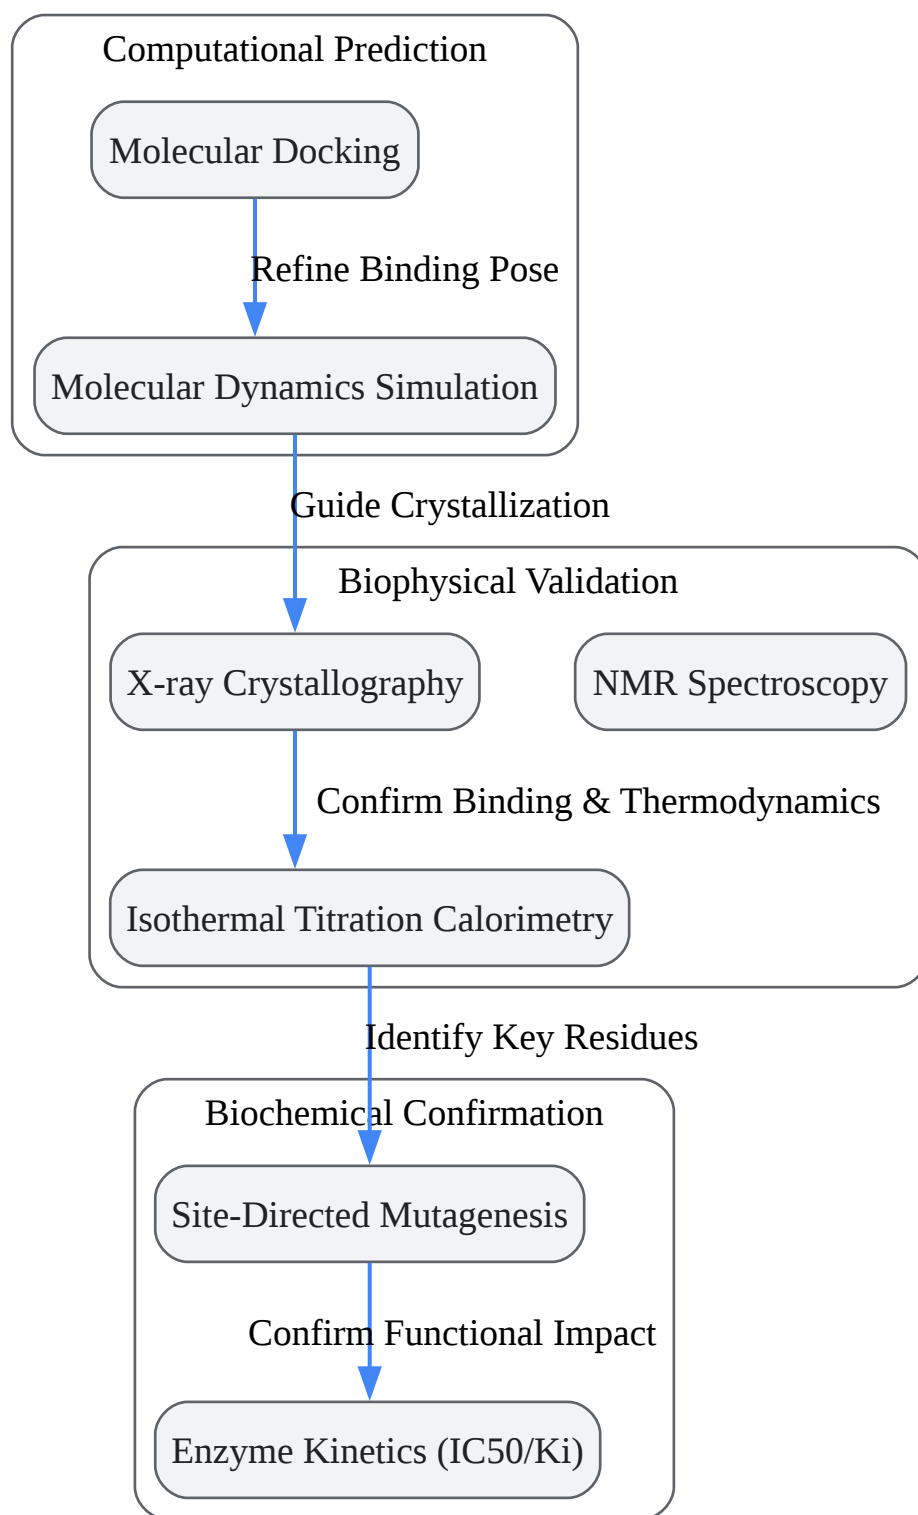 Computational Prediction
Molecular Docking
Refine Binding Pose
Molecular Dynamics Simulation
Guide Crystallization
Biophysical Validation
X-ray Crystallography
NMR Spectroscopy
Confirm Binding & Thermodynamics
Isothermal Titration Calorimetry
Identify Key Residues
Biochemical Confirmation
Site-Directed Mutagenesis
Confirm Functional Impact
Enzyme Kinetics (IC50/Ki)